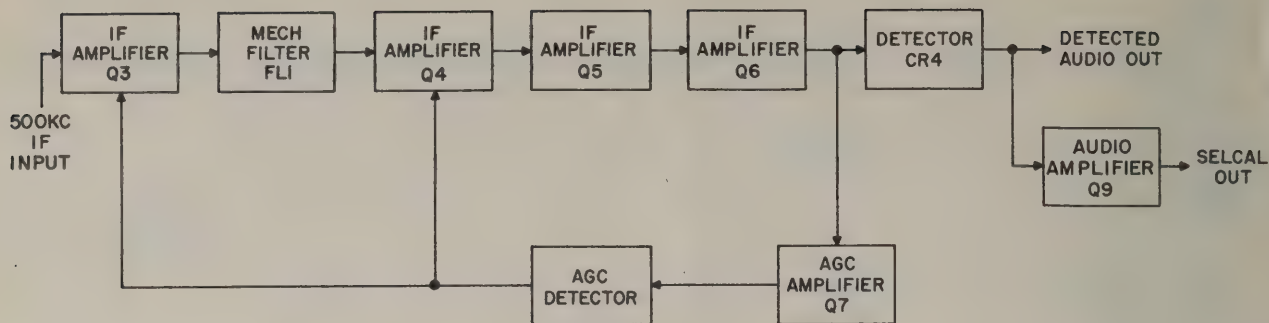 IF
AMPLIFIER
Q3
MECH
FILTER
FL1
IF
AMPLIFIER
Q4
IF
AMPLIFIER
Q5
IF
AMPLIFIER
Q6
DETECTOR
CR4
DETECTED
AUDIO OUT
500KC
IF
INPUT
AUDIO
AMPLIFIER
Q9
SELCAL
OUT
AGC
DETECTOR
AGC
AMPLIFIER
Q7